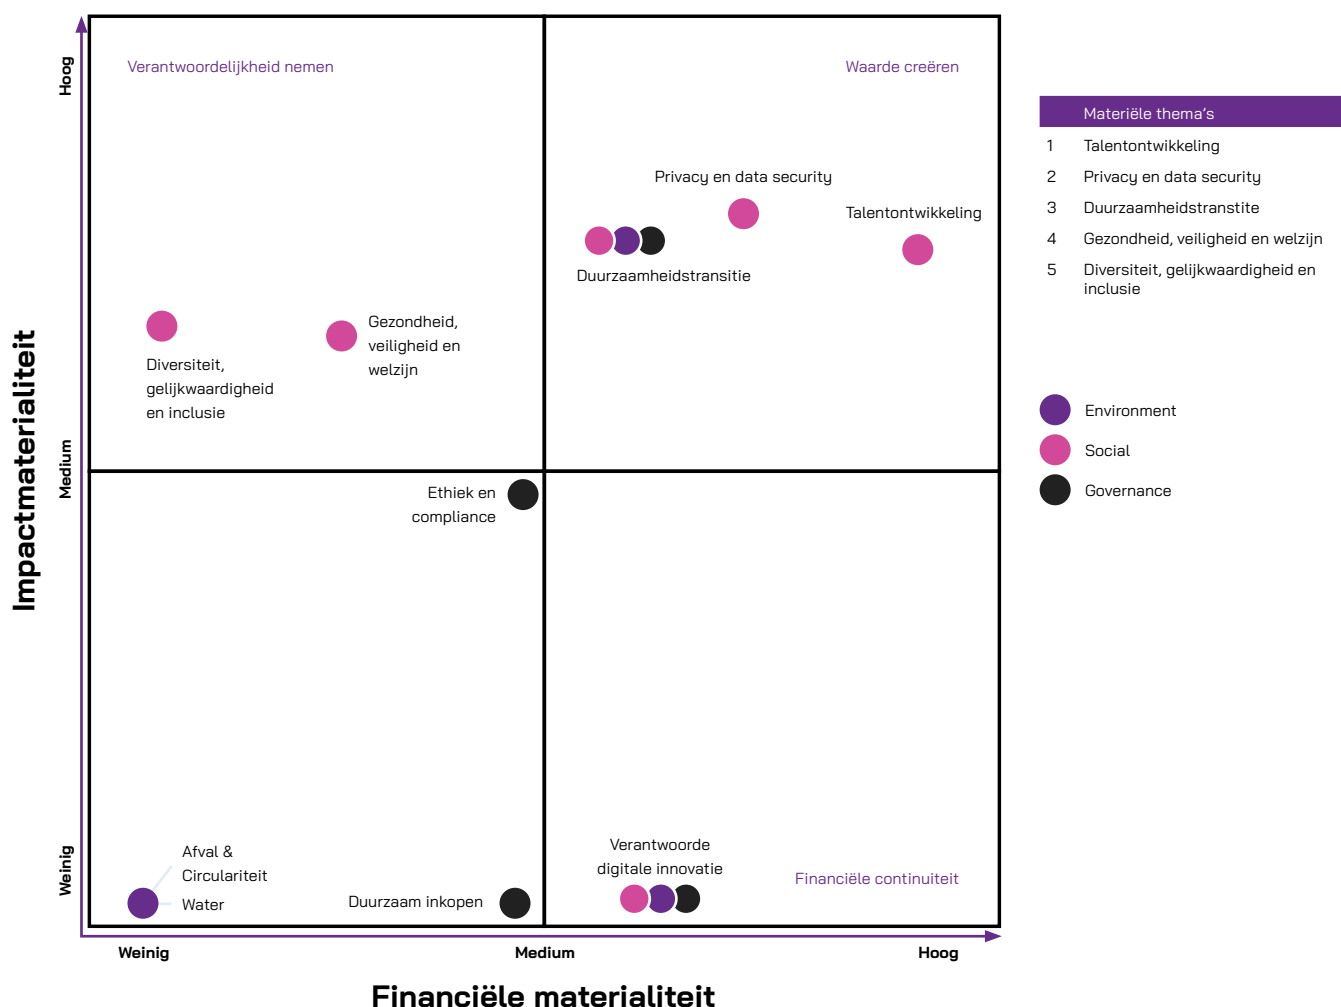 Hoog
Verantwoordelijkheid nemen
Waarde creëren
Privacy en data security
Talentontwikkeling
Duurzaamheidstransitie
Gezondheid,
veiligheid en
welzijn
Diversiteit,
gelijkwaardigheid
en inclusie
Impactmaterialiteit
Medium
Ethiek en
compliance
Afval &
Circulariteit
Water
Duurzaam inkopen
Verantwoorde
digitale innovatie
Financiële continuiteit
Weinig
Weinig
Medium
Hoog
Financiële materialiteit
Materiële thema’s
1 Talentontwikkeling
2 Privacy en data security
3 Duurzaamheidstranstite
4 Gezondheid, veiligheid en welzijn
5 Diversiteit, gelijkwaardigheid en
inclusie
Environment
Social
Governance